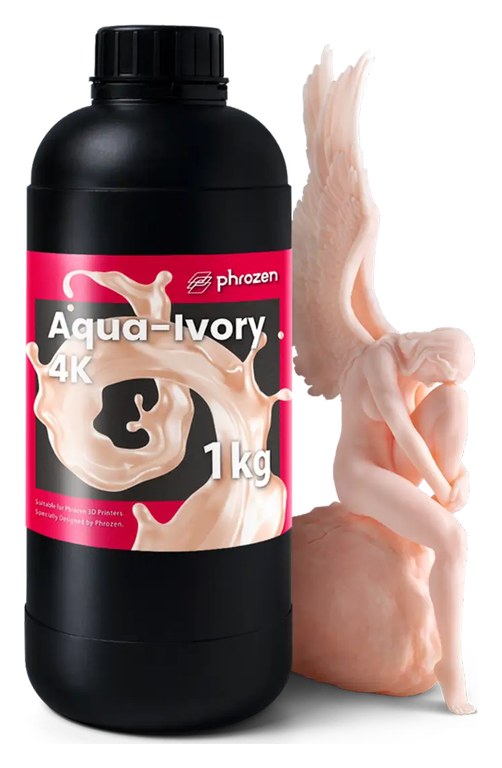 phrozen
Aqua-Ivory
4K
1kg
Suitable for Phrozen 3D Printers.
Specially Designed by Phrozen.